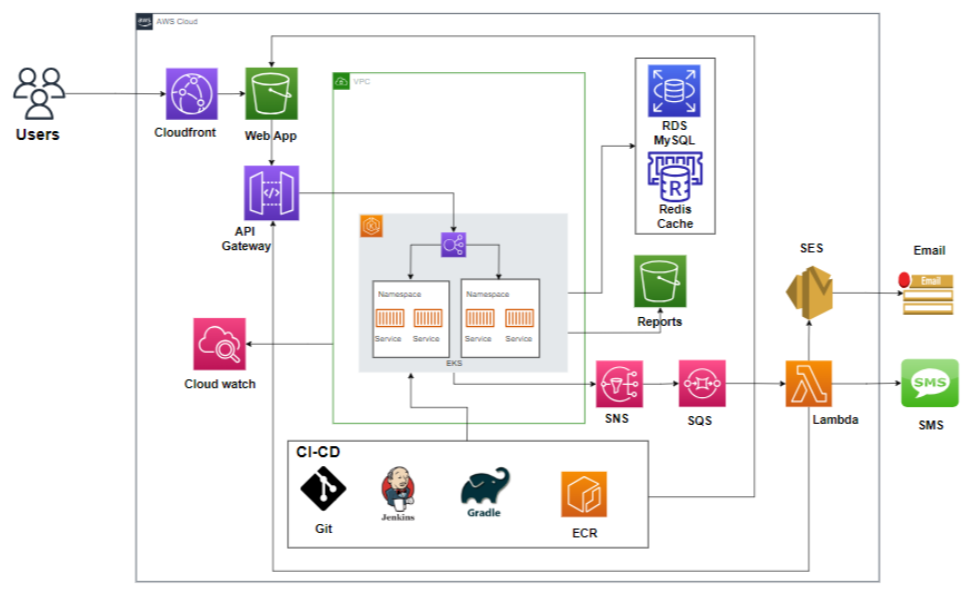 aws
AWS Cloud
Users
Cloudfront
Web App
VPC
RDS
MySQL
R
Redis
Cache
API
Gateway
Namespace
Namespace
Service
Service
Service
Service
EKS
Reports
SES
Email
Email
Cloud watch
SNS
SQS
Lambda
SMS
SMS
CI-CD
Git
Jenkins
Gradle
ECR